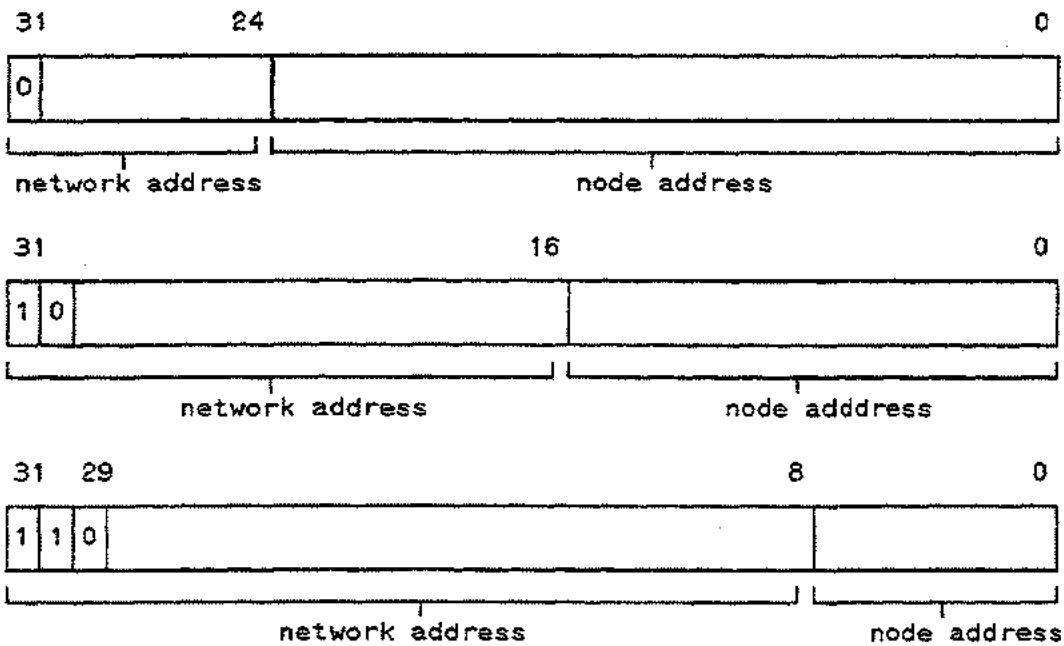 31 24 0
0
network address node address
31 16 0
1 0
network address node adddress
31 29 8 0
1 1 0
network address node address